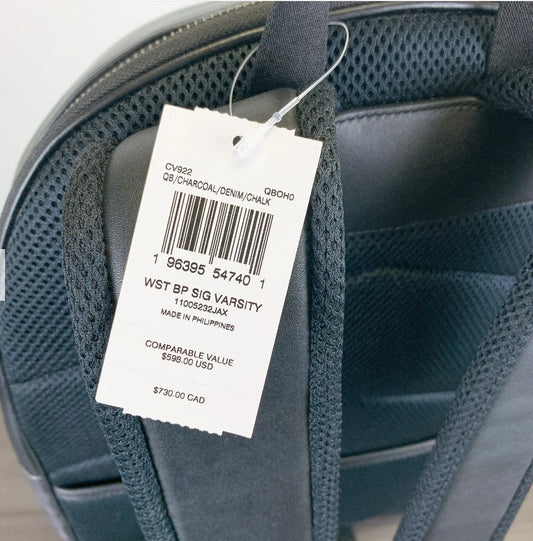 CV922 QBOH0
QB/CHARCOAL/DENIM/CHALK
1 96395 54740 1
WST BP SIG VARSITY
11005232JAX
MADE IN PHILIPPINES
COMPARABLE VALUE
$598.00 USD
$730.00 CAD